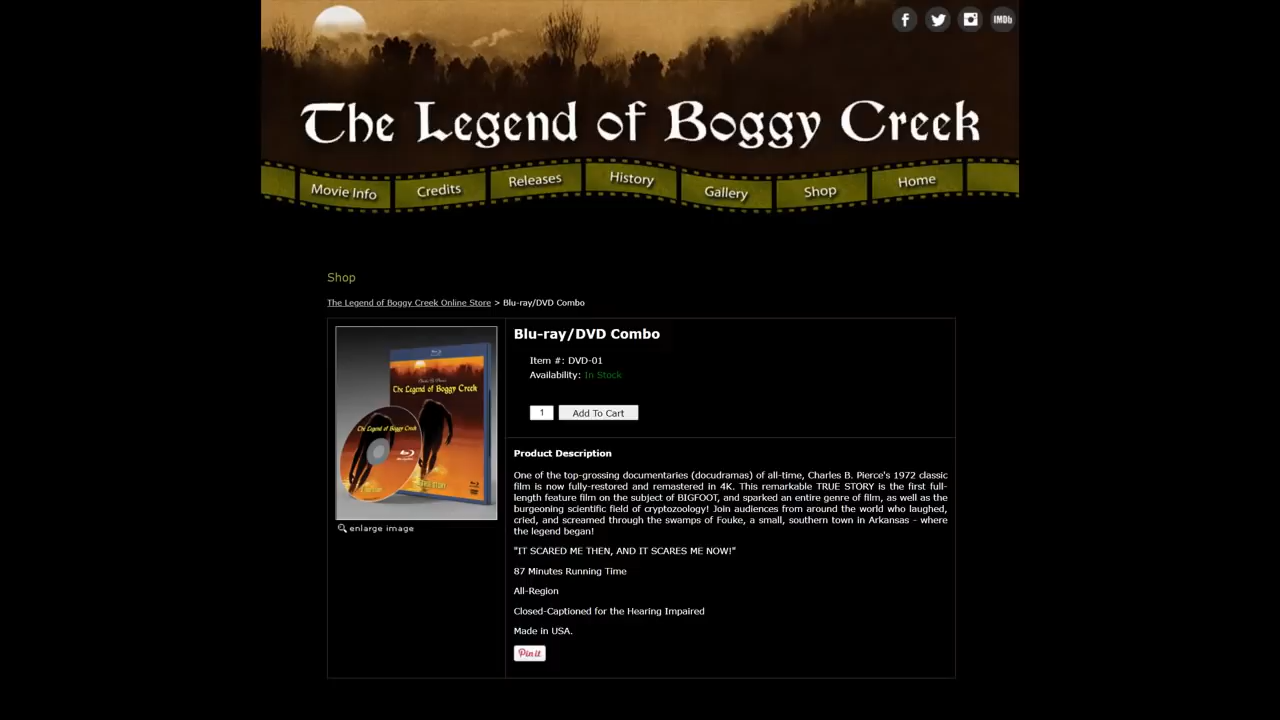 IMDb
The Legend of Boggy Creek
Movie Info
Credits
Releases
History
Gallery
Shop
Home
Shop
The Legend of Boggy Creek Online Store > Blu-ray/DVD Combo
The Legend of Boggy Creek
The Legend of Boggy Creek
enlarge image
Blu-ray/DVD Combo
Item #: DVD-01
Availability: In Stock
1
Add To Cart
Product Description
One of the top-grossing documentaries (docudramas) of all-time, Charles B. Pierce's 1972 classic
film is now fully-restored and remastered in 4K. This remarkable TRUE STORY is the first full-
length feature film on the subject of BIGFOOT, and sparked an entire genre of film, as well as the
burgeoning scientific field of cryptozoology! Join audiences from around the world who laughed,
cried, and screamed through the swamps of Fouke, a small, southern town in Arkansas - where
the legend began!
"IT SCARED ME THEN, AND IT SCARES ME NOW!"
87 Minutes Running Time
All-Region
Closed-Captioned for the Hearing Impaired
Made in USA.
Pin it